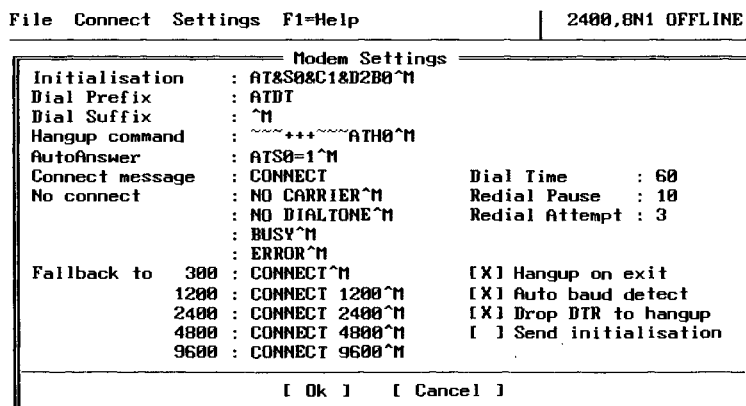 File Connect Settings F1=Help 2400,8N1 OFFLINE
Modem Settings
Initialisation : AT&S0&C1&D2B0^M
Dial Prefix : ATDT
Dial Suffix : ^M
Hangup command : ~~~+++~~~ATH0^M
AutoAnswer : ATS0=1^M
Connect message : CONNECT Dial Time : 60
No connect : NO CARRIER^M Redial Pause : 10
: NO DIALTONE^M Redial Attempt : 3
: BUSY^M
: ERROR^M
Fallback to 300 : CONNECT^M [X] Hangup on exit
1200 : CONNECT 1200^M [X] Auto baud detect
2400 : CONNECT 2400^M [X] Drop DTR to hangup
4800 : CONNECT 4800^M [ ] Send initialisation
9600 : CONNECT 9600^M
[ Ok ] [ Cancel ]